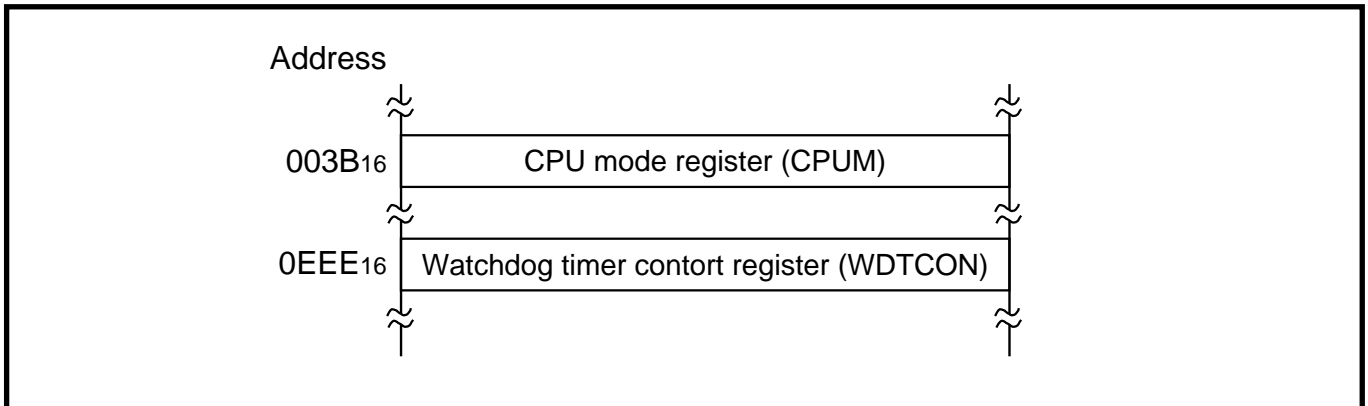 Address
003B16 CPU mode register (CPUM)
0EEE16 Watchdog timer contort register (WDTCON)